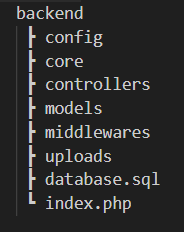 backend
┣ config
┣ core
┣ controllers
┣ models
┣ middlewares
┣ uploads
┣ database.sql
┗ index.php